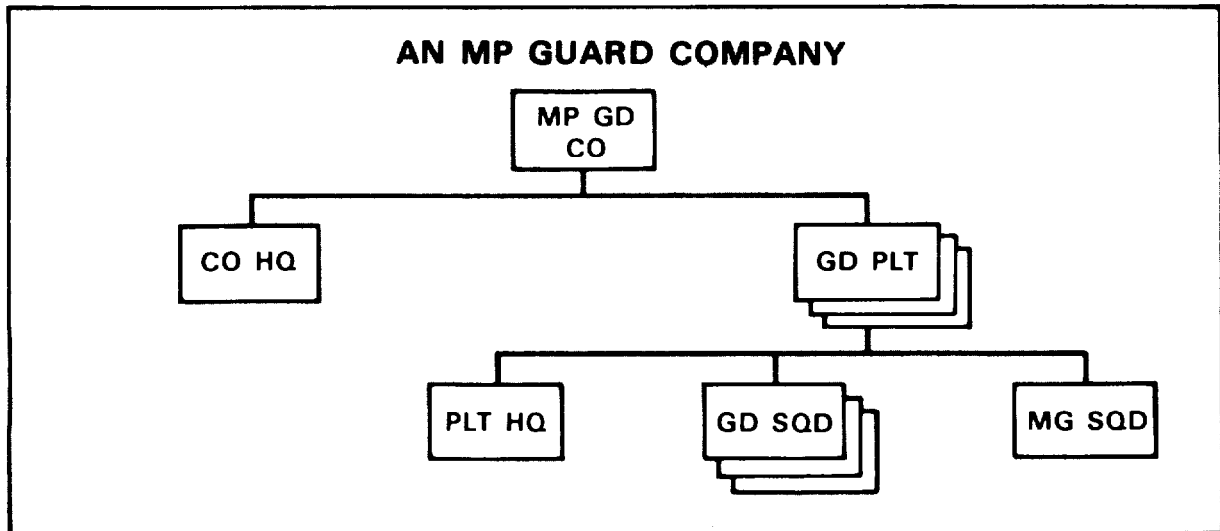 AN MP GUARD COMPANY
MP GD
CO
CO HQ
GD PLT
PLT HQ
GD SQD
MG SQD